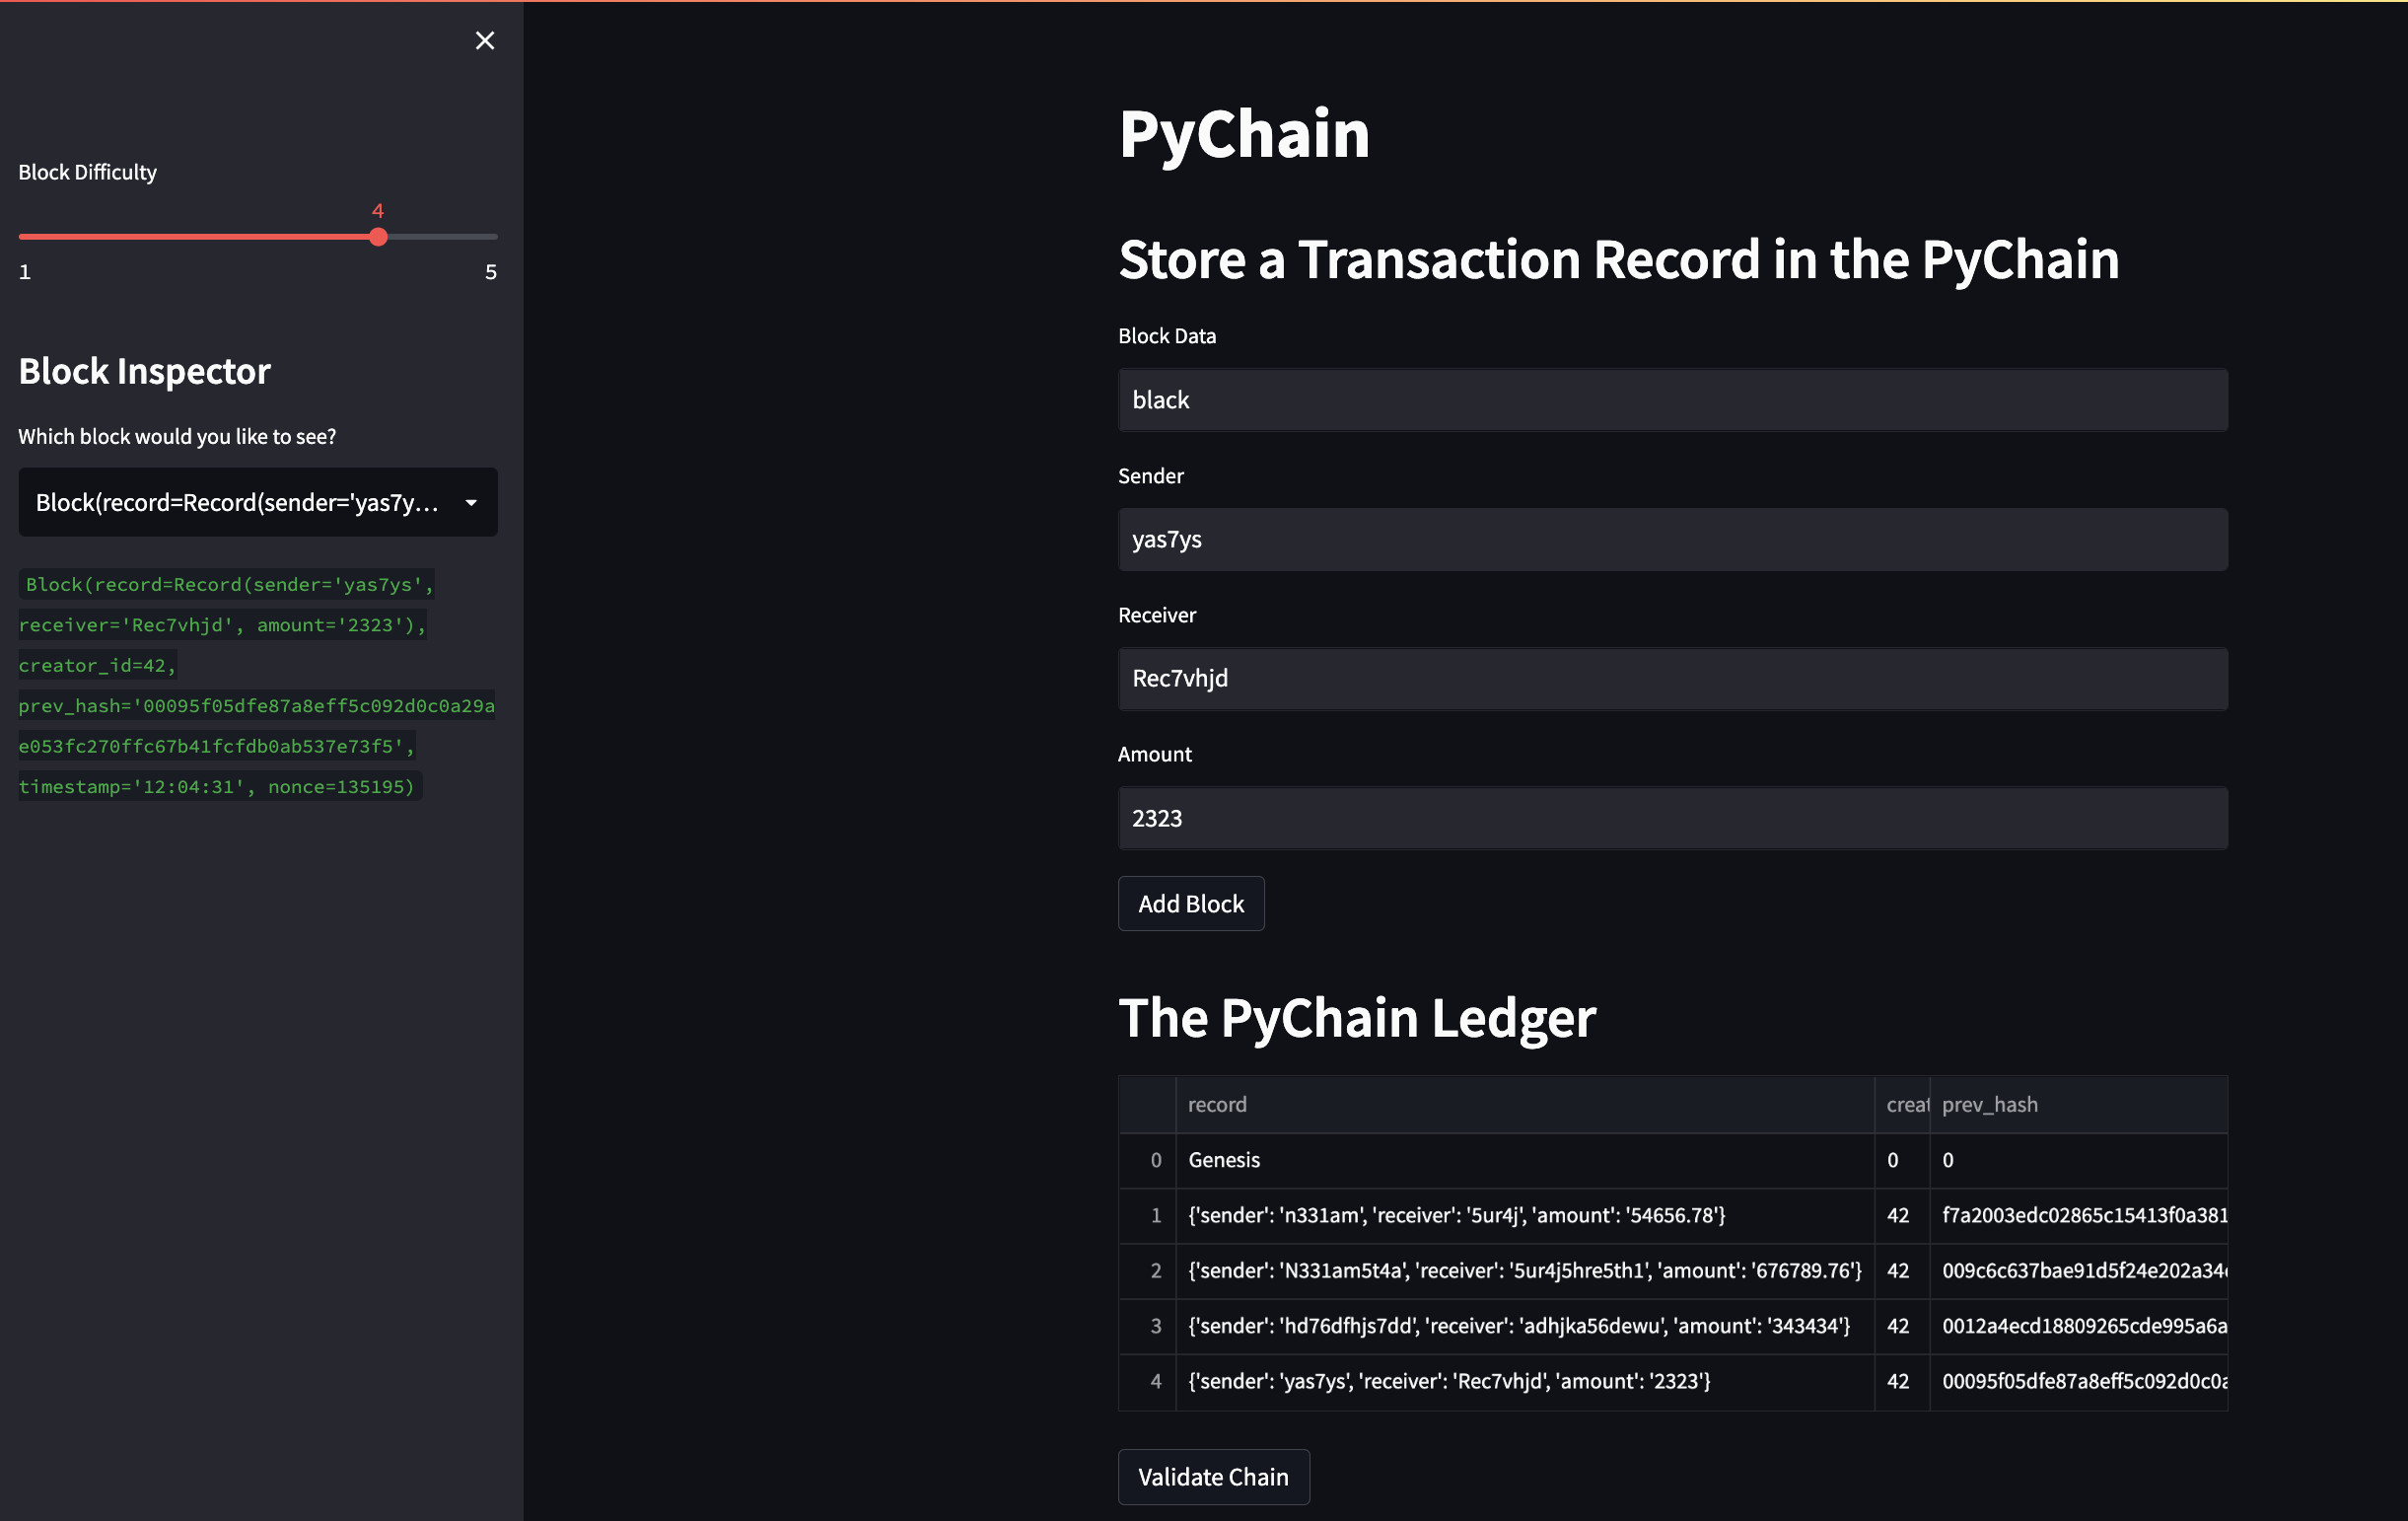 Block Difficulty
4
1 5
Block Inspector
Which block would you like to see?
Block(record=Record(sender='yas7y...
Block(record=Record(sender='yas7ys',
receiver='Rec7vhjd', amount='2323'),
creator_id=42,
prev_hash='00095f05dfe87a8eff5c092d0c0a29a
e053fc270ffc67b41fcfdb0ab537e73f5',
timestamp='12:04:31', nonce=135195)
PyChain
Store a Transaction Record in the PyChain
Block Data
black
Sender
yas7ys
Receiver
Rec7vhjd
Amount
2323
Add Block
The PyChain Ledger
record creat prev_hash
0 Genesis 0 0
1 {'sender': 'n331am', 'receiver': '5ur4j', 'amount': '54656.78'} 42 f7a2003edc02865c15413f0a381
2 {'sender': 'N331am5t4a', 'receiver': '5ur4j5hre5th1', 'amount': '676789.76'} 42 009c6c637bae91d5f24e202a34
3 {'sender': 'hd76dfhjs7dd', 'receiver': 'adhjka56dewu', 'amount': '343434'} 42 0012a4ecd18809265cde995a6a
4 {'sender': 'yas7ys', 'receiver': 'Rec7vhjd', 'amount': '2323'} 42 00095f05dfe87a8eff5c092d0c0a
Validate Chain